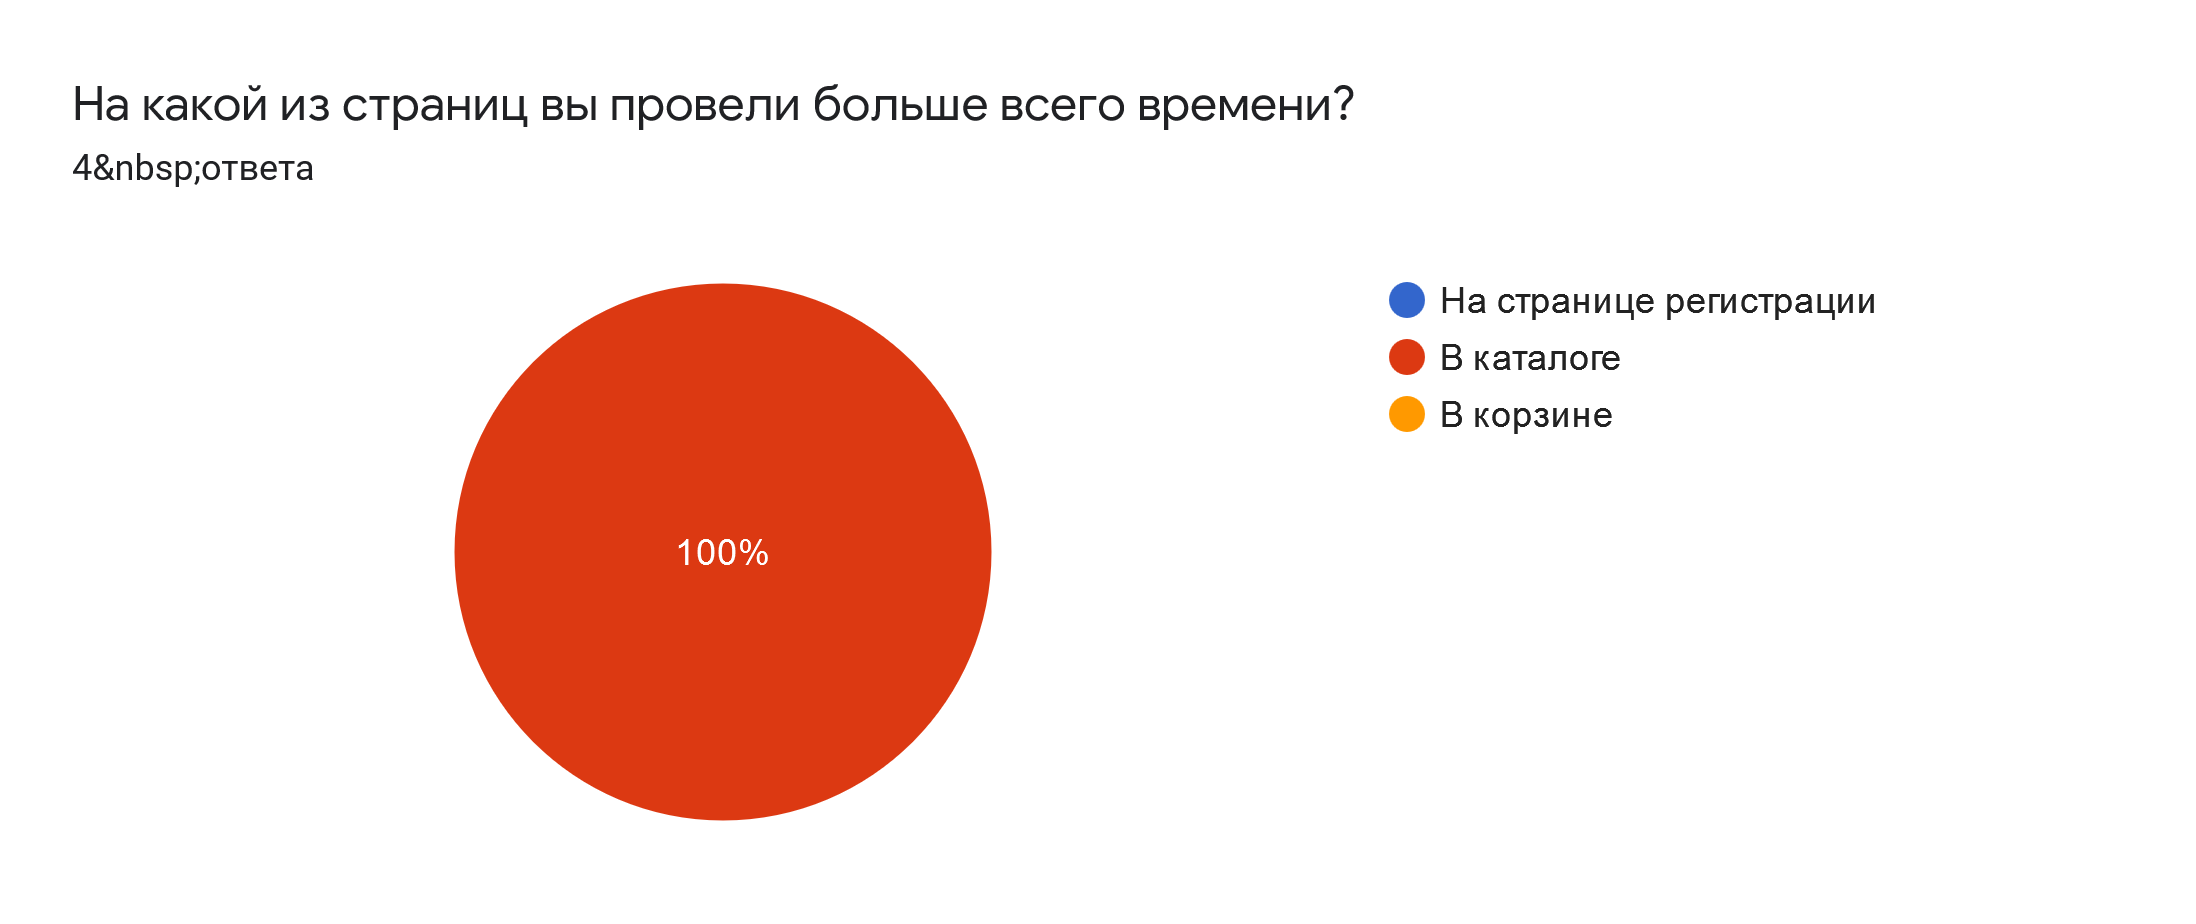 На какой из страниц вы провели больше всего времени?
4&nbsp;ответа
На странице регистрации
В каталоге
В корзине
100%